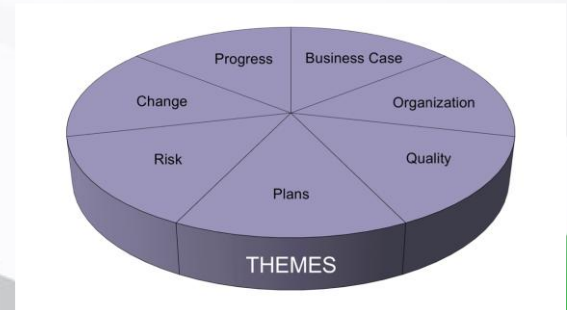 Progress
Business Case
Change
Organization
Risk
Quality
Plans
THEMES